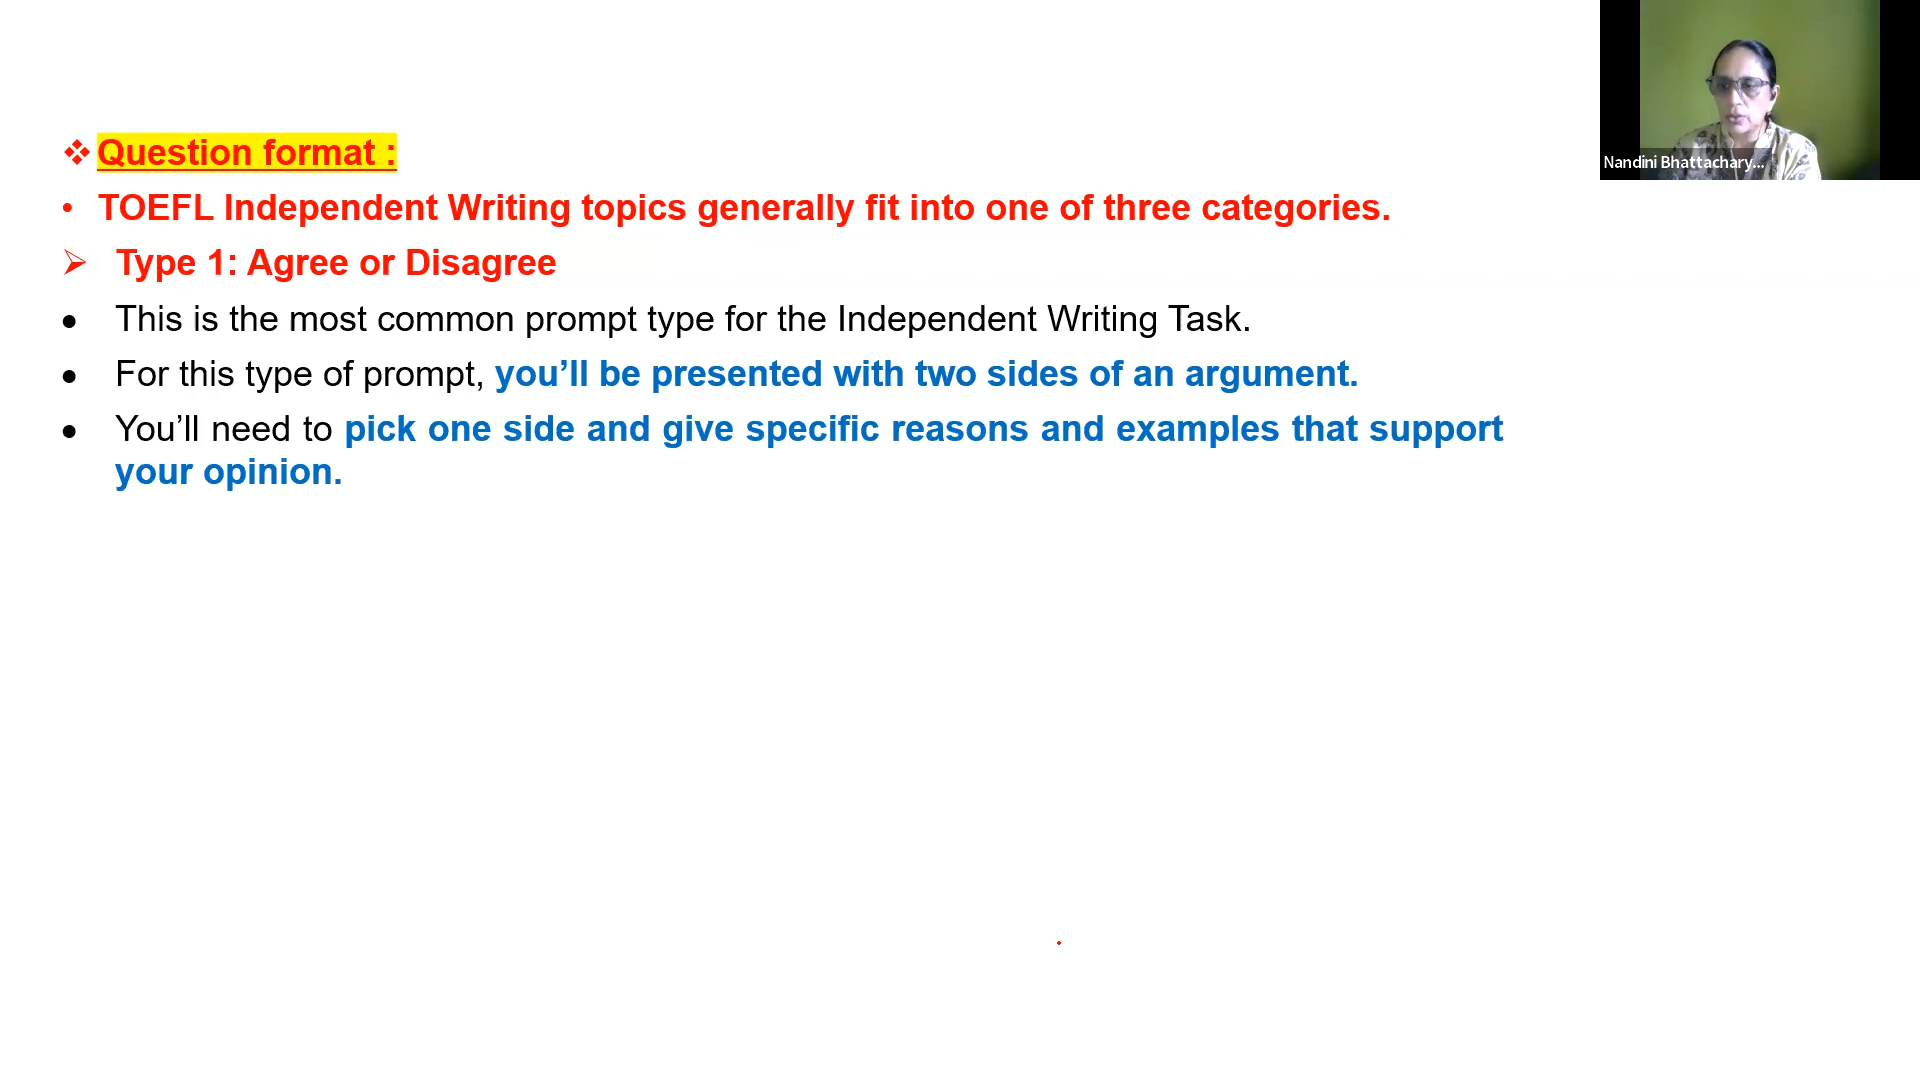 ❖ Question format :
• TOEFL Independent Writing topics generally fit into one of three categories.
➢ Type 1: Agree or Disagree
● This is the most common prompt type for the Independent Writing Task.
● For this type of prompt, you’ll be presented with two sides of an argument.
● You’ll need to pick one side and give specific reasons and examples that support
your opinion.
Nandini Bhattachary...